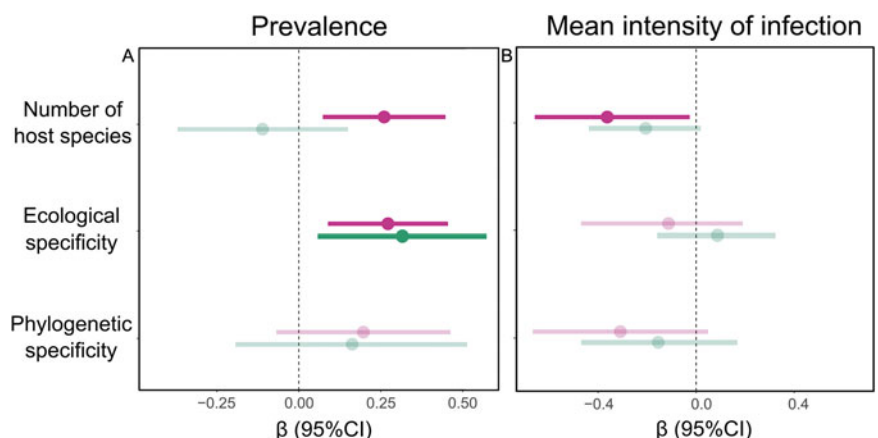 Prevalence
Mean intensity of infection
A
B
Number of
host species
Ecological
specificity
Phylogenetic
specificity
−0.25
0.00
0.25
0.50
−0.4
0.0
0.4
β (95%CI)
β (95%CI)